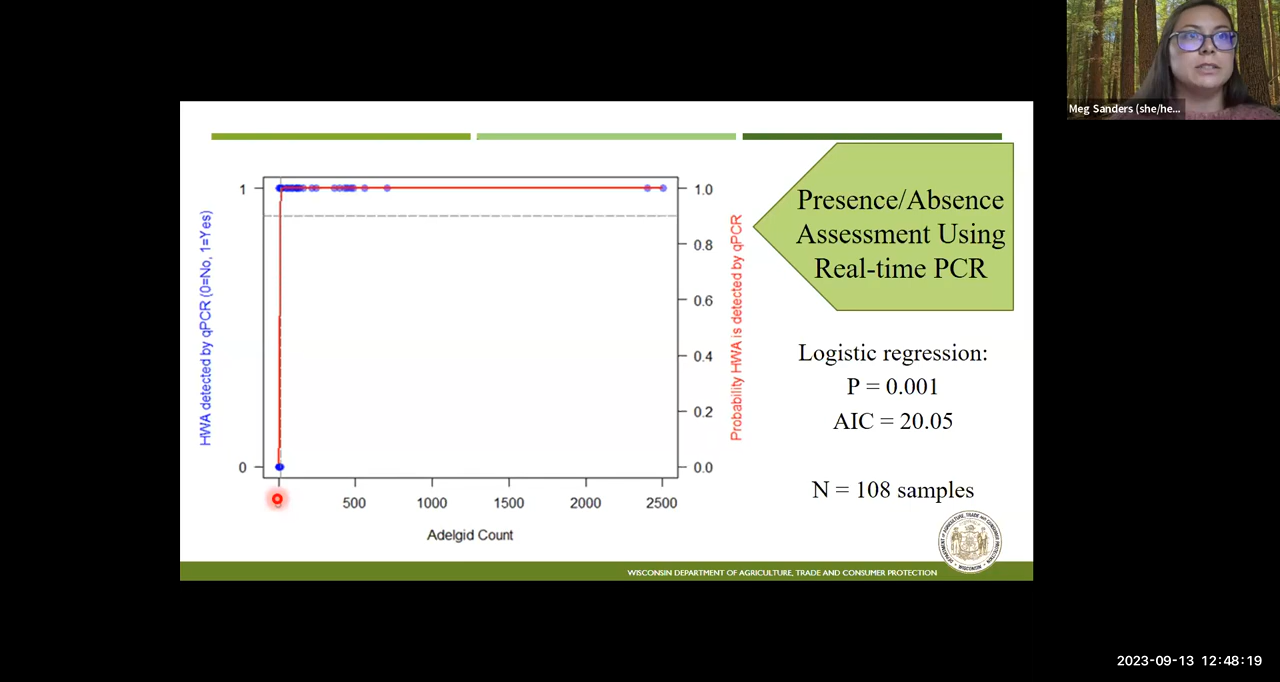 Meg Sanders (she/he...
Presence/Absence
Assessment Using
Real-time PCR
HWA detected by qPCR (0=No, 1=Yes)
1
0
1.0
0.8
0.6
0.4
0.2
0.0
Probability HWA is detected by qPCR
500
1000
1500
2000
2500
Adelgid Count
Logistic regression:
P = 0.001
AIC = 20.05
N = 108 samples
WISCONSIN DEPARTMENT OF AGRICULTURE, TRADE AND CONSUMER PROTECTION
2023-09-13 12:48:19